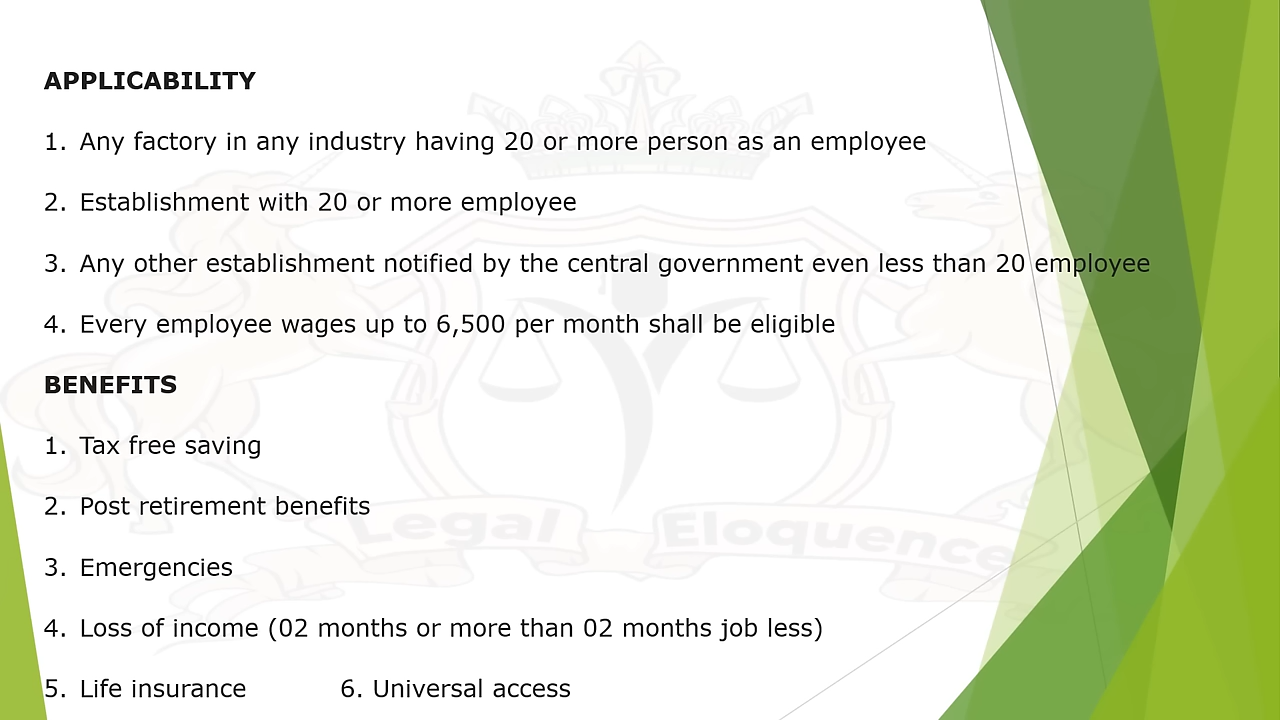 APPLICABILITY
1. Any factory in any industry having 20 or more person as an employee
2. Establishment with 20 or more employee
3. Any other establishment notified by the central government even less than 20 employee
4. Every employee wages up to 6,500 per month shall be eligible
BENEFITS
1. Tax free saving
2. Post retirement benefits
3. Emergencies
4. Loss of income (02 months or more than 02 months job less)
5. Life insurance 6. Universal access
Legal Eloquence